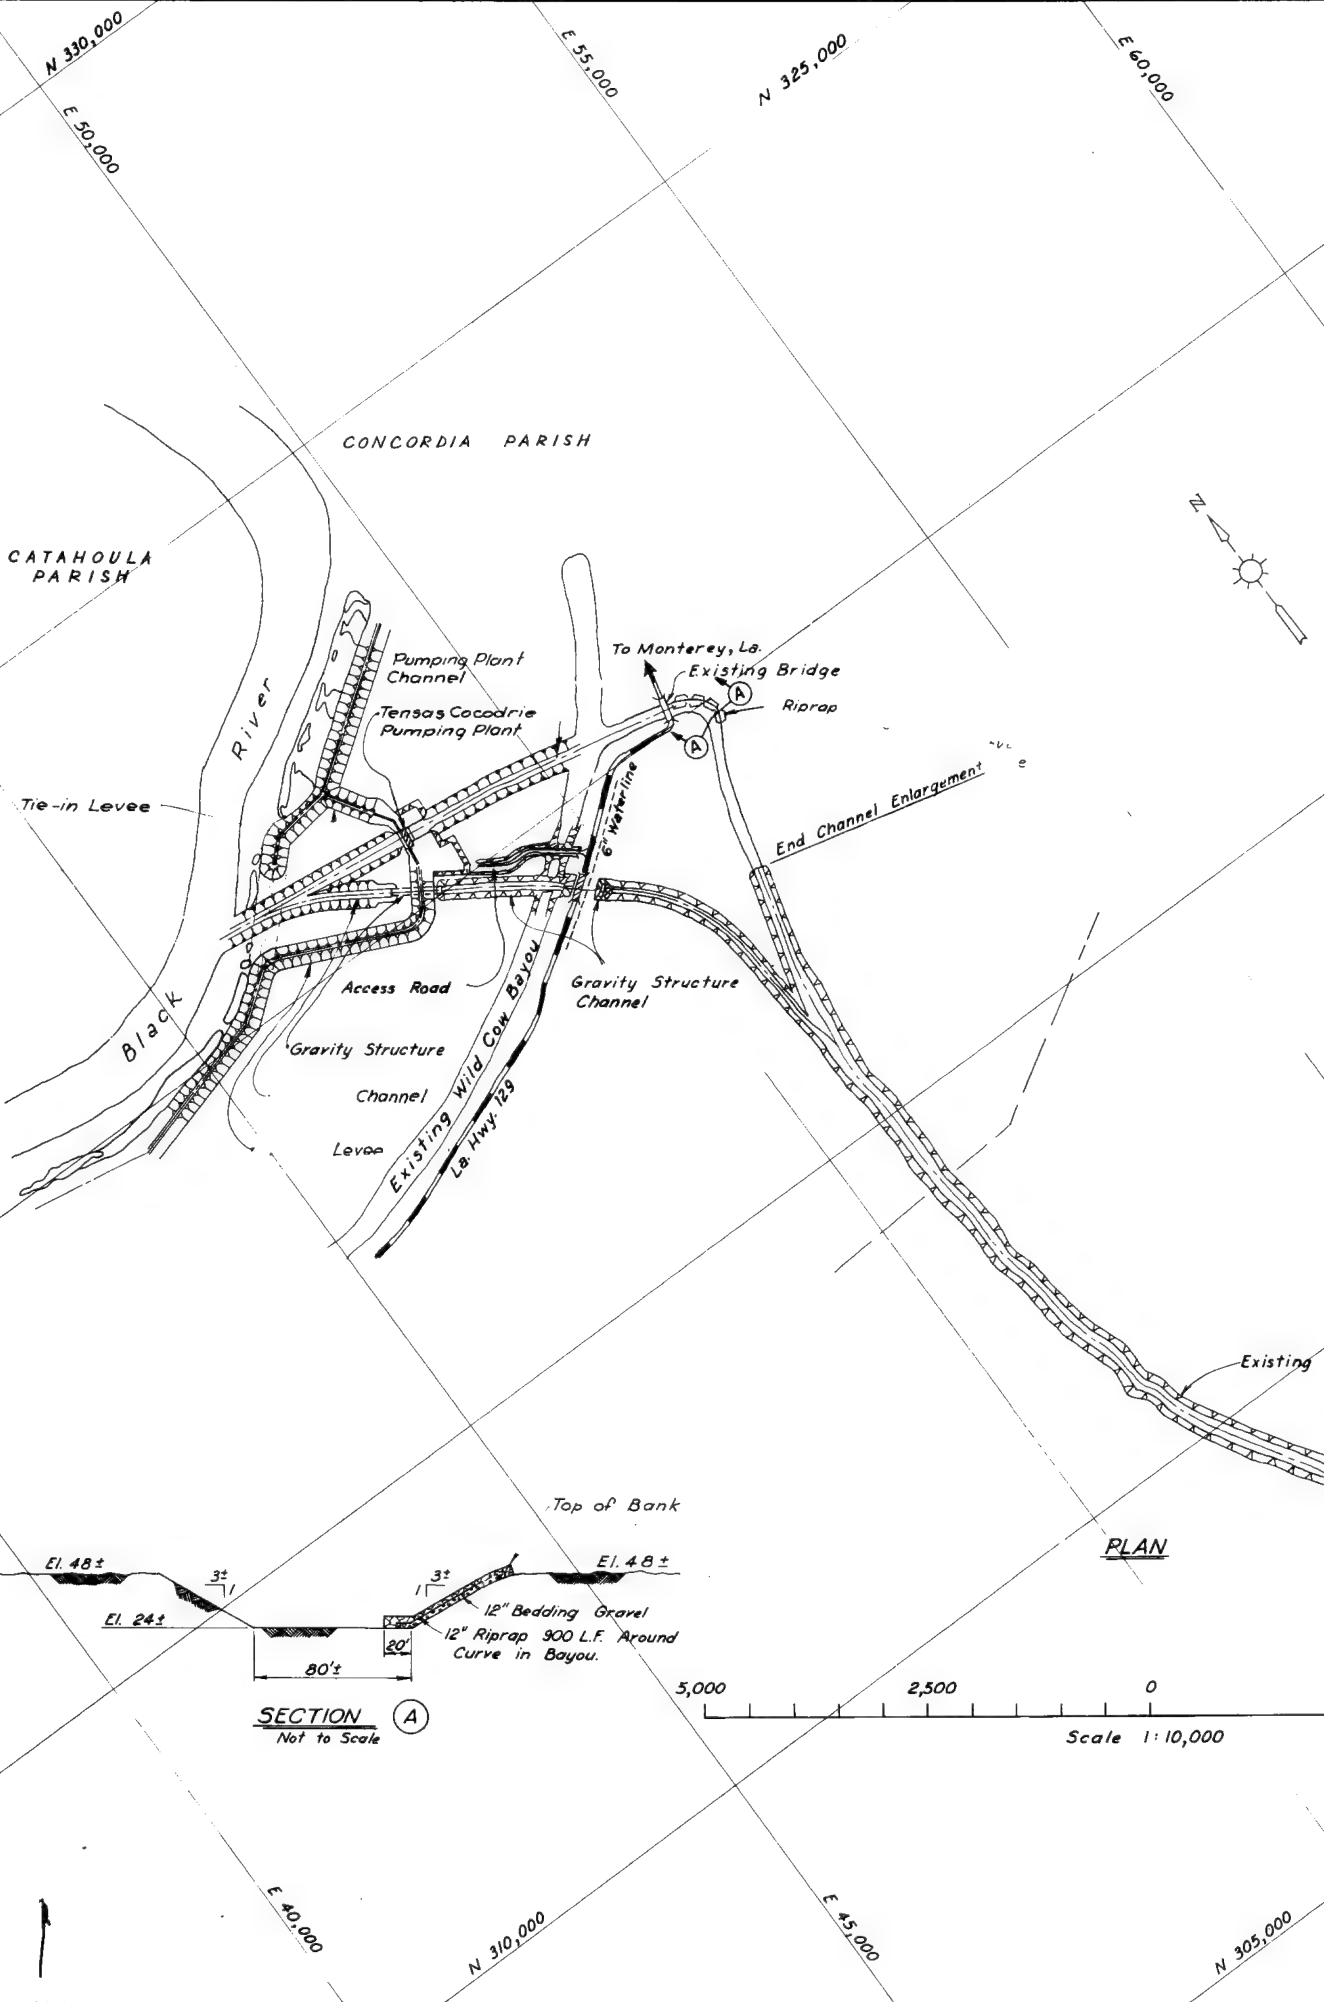 N 330,000
E 50,000
E 55,000
N 325,000
E 60,000
CONCORDIA PARISH
CATAHOULA
PARISH
N
To Monterey, La.
Existing Bridge
A
Riprap
A
Pumping Plant
Channel
Tensas Cocodrie
Pumping Plant
River
Tie-in Levee
6" Waterline
End Channel Enlargement
Access Road
Gravity Structure
Channel
Black
Gravity Structure
Channel
Levee
Existing Wild Cow Bayou
La. Hwy. 129
Existing
Top of Bank
PLAN
El. 48±
3±
1
1
3±
El. 48±
El. 24±
12" Bedding Gravel
12" Riprap 900 L.F. Around
Curve in Bayou.
20'
80'±
SECTION A
Not to Scale
5,000 2,500 0
Scale 1:10,000
E 40,000
N 310,000
E 45,000
N 305,000